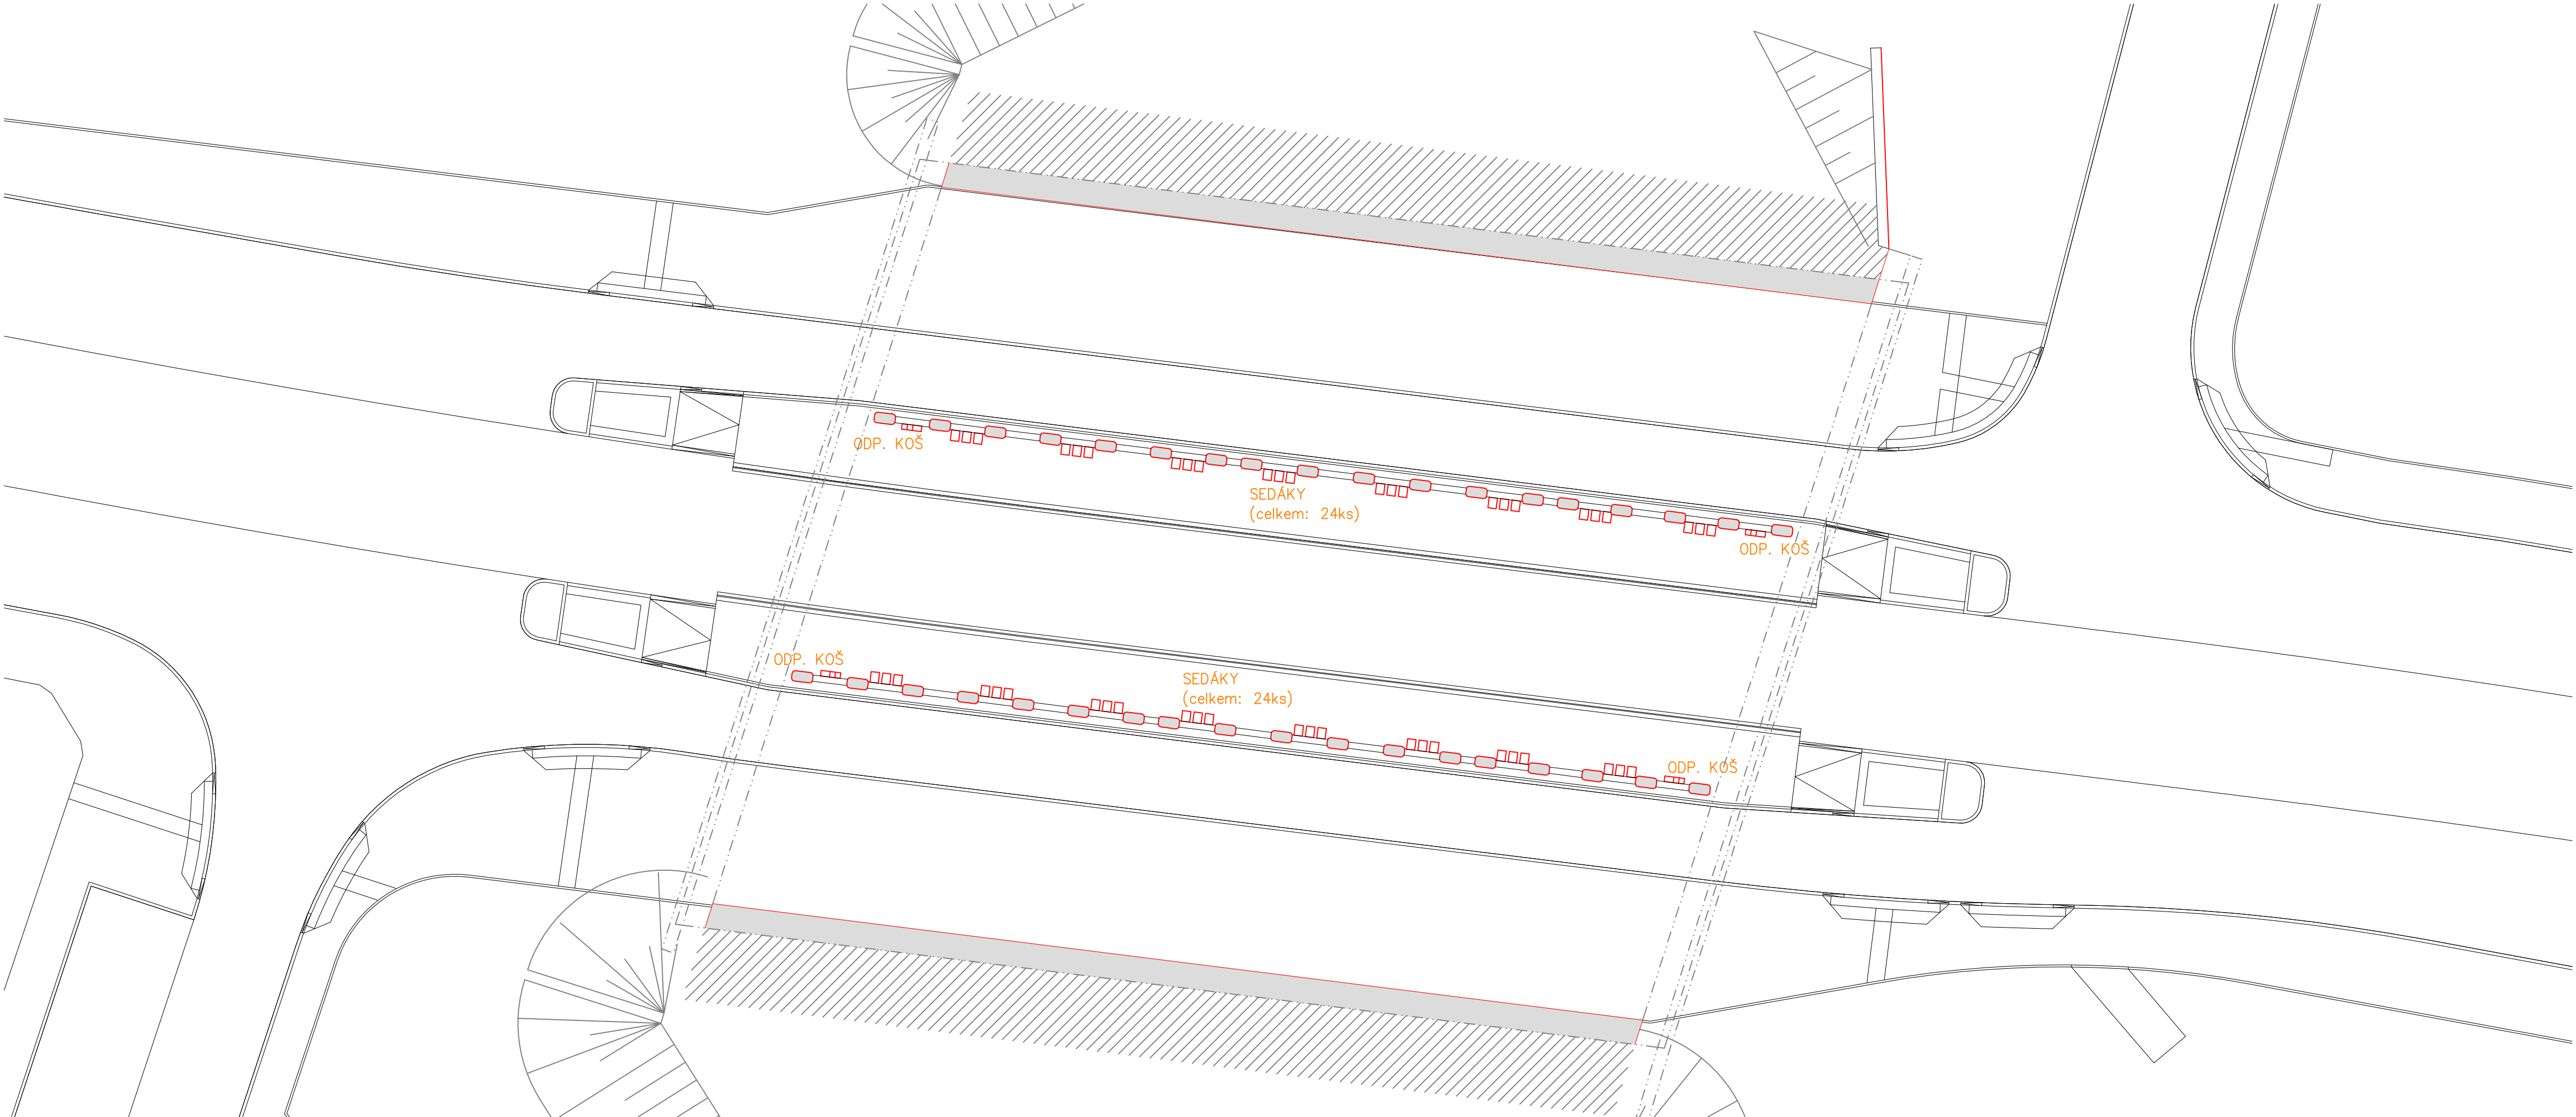 ODP. KOŠ
SEDÁKY
(celkem: 24ks)
ODP. KOŠ
ODP. KOŠ
SEDÁKY
(celkem: 24ks)
ODP. KOŠ